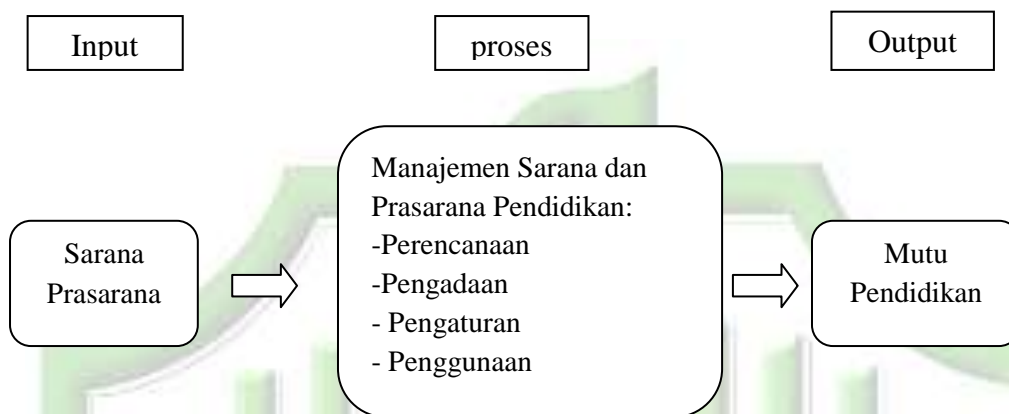 Input
proses
Output
Sarana
Prasarana
Manajemen Sarana dan
Prasarana Pendidikan:
-Perencanaan
-Pengadaan
- Pengaturan
- Penggunaan
Mutu
Pendidikan